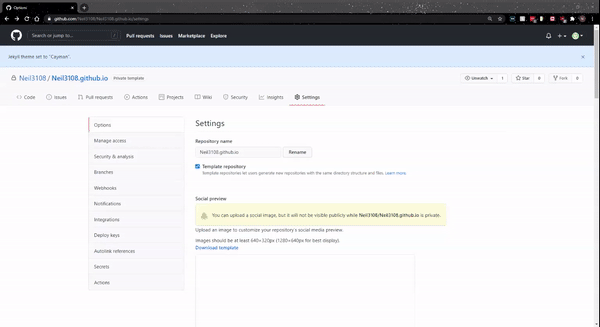 Options
github.com/Neil3108/Neil3108.github.io/settings
Search or jump to...
/
Pull requests
Issues
Marketplace
Explore
Jekyll theme set to "Cayman".
Neil3108 / Neil3108.github.io
Private template
Unwatch
1
Star
0
Fork
0
Code
Issues
Pull requests
Actions
Projects
Wiki
Security
Insights
Settings
Options
Manage access
Security & analysis
Branches
Webhooks
Notifications
Integrations
Deploy keys
Autolink references
Secrets
Actions
Settings
Repository name
Neil3108.github.io
Rename
Template repository
Template repositories let users generate new repositories with the same directory structure and files. Learn more.
Social preview
You can upload a social image, but it will not be visible publicly while Neil3108/Neil3108.github.io is private.
Upload an image to customize your repository's social media preview.
Images should be at least 640×320px (1280×640px for best display).
Download template